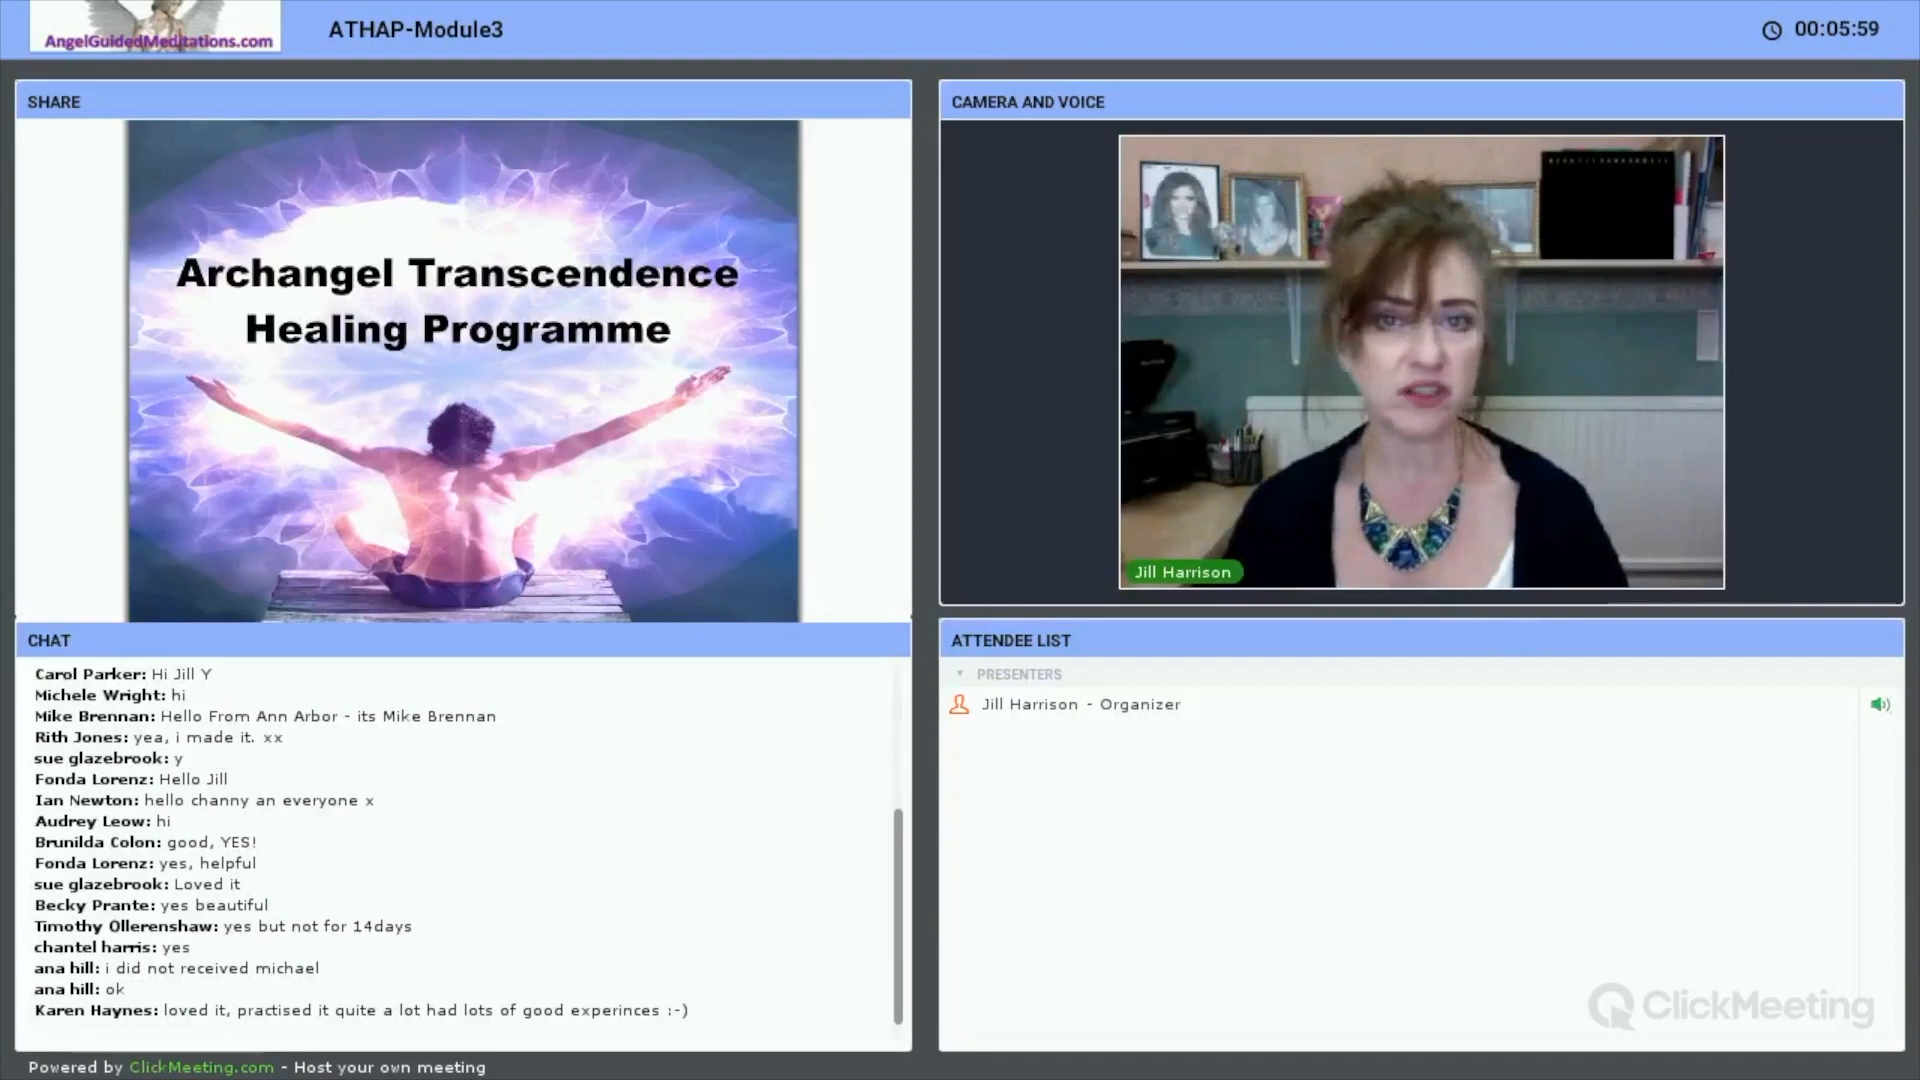 AngelGuidedMeditations.com
ATHAP-Module3
00:05:59
SHARE
Archangel Transcendence
Healing Programme
CAMERA AND VOICE
Jill Harrison
CHAT
Carol Parker: Hi Jill Y
Michele Wright: hi
Mike Brennan: Hello From Ann Arbor - its Mike Brennan
Rith Jones: yea, i made it. xx
sue glazebrook: y
Fonda Lorenz: Hello Jill
Ian Newton: hello channy an everyone x
Audrey Leow: hi
Brunilda Colon: good, YES!
Fonda Lorenz: yes, helpful
sue glazebrook: Loved it
Becky Prante: yes beautiful
Timothy Ollerenshaw: yes but not for 14days
chantel harris: yes
ana hill: i did not received michael
ana hill: ok
Karen Haynes: loved it, practised it quite a lot had lots of good experinces :-)
ATTENDEE LIST
PRESENTERS
Jill Harrison - Organizer
ClickMeeting
Powered by ClickMeeting.com - Host your own meeting